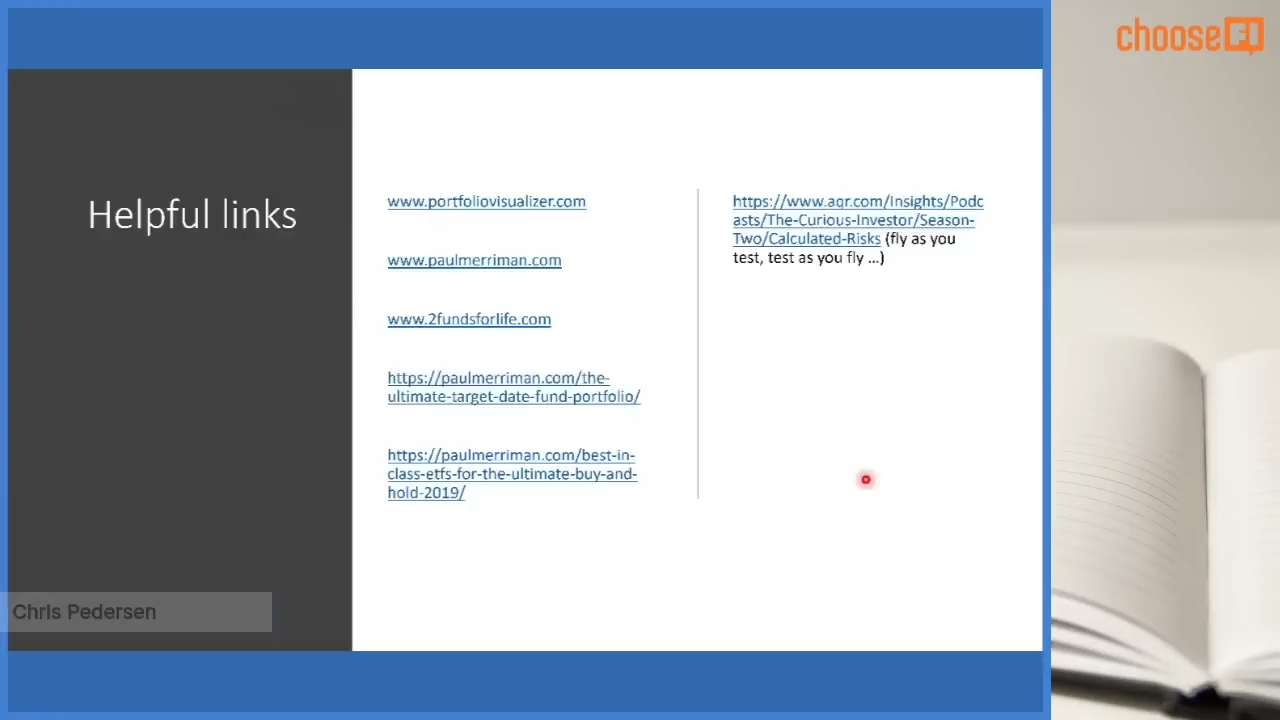 chooseFI
Helpful links
www.portfoliovisualizer.com
www.paulmerriman.com
www.2fundsforlife.com
https://paulmerriman.com/the-
ultimate-target-date-fund-portfolio/
https://paulmerriman.com/best-in-
class-etfs-for-the-ultimate-buy-and-
hold-2019/
https://www.aqr.com/Insights/Podc
asts/The-Curious-Investor/Season-
Two/Calculated-Risks (fly as you
test, test as you fly ...)
Chris Pedersen